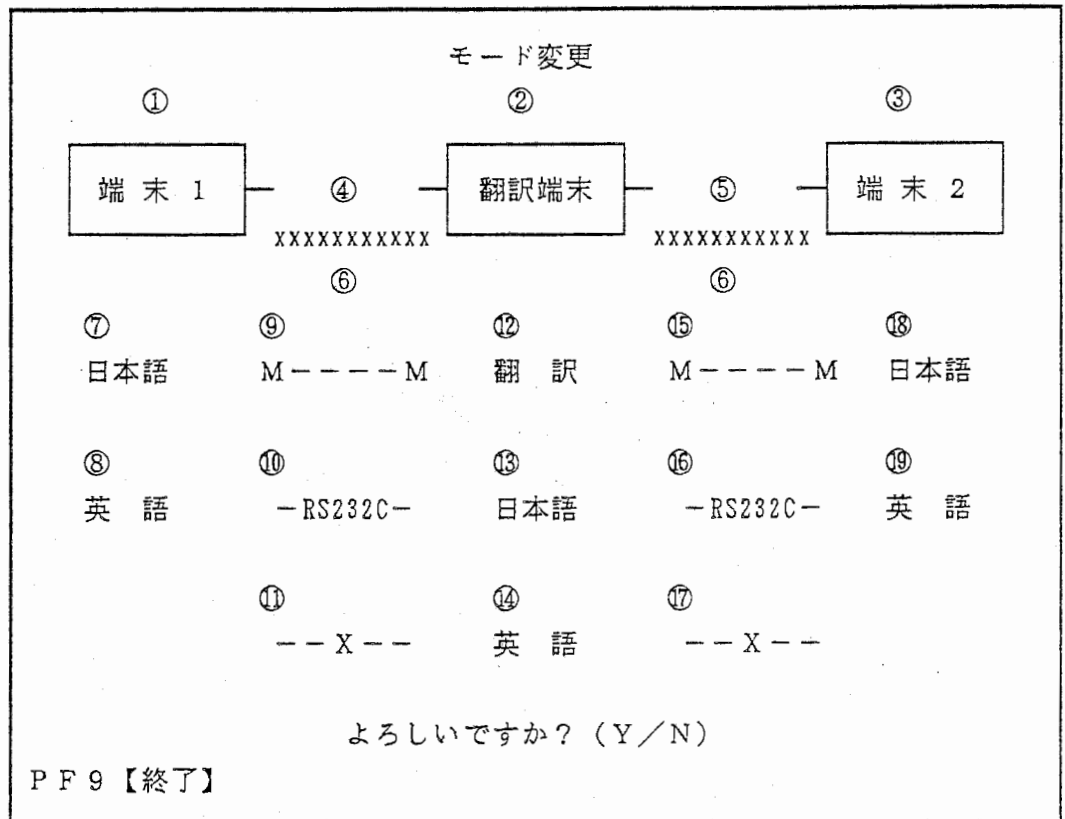 モード変更
① ② ③
端 末 1 － ④ － 翻訳端末 － ⑤ － 端 末 2
XXXXXXXXXXX XXXXXXXXXXX
⑥ ⑥
⑦ ⑨ ⑫ ⑮ ⑱
日本語 M－－－－M 翻 訳 M－－－－M 日本語
⑧ ⑩ ⑬ ⑯ ⑲
英 語 －RS232C－ 日本語 －RS232C－ 英 語
⑪ ⑭ ⑰
－－X－－ 英 語 －－X－－
よろしいですか？（Y／N）
PF9【終了】